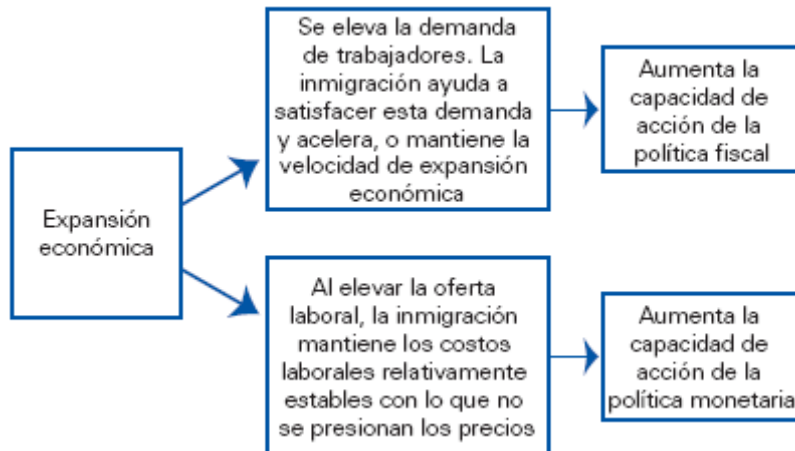 Expansión
económica
Se eleva la demanda
de trabajadores. La
inmigración ayuda a
satisfacer esta demanda
y acelera, o mantiene la
velocidad de expansión
económica
Aumenta la
capacidad de
acción de la
política fiscal
Al elevar la oferta
laboral, la inmigración
mantiene los costos
laborales relativamente
estables con lo que no
se presionan los precios
Aumenta la
capacidad de
acción de la
política monetaria